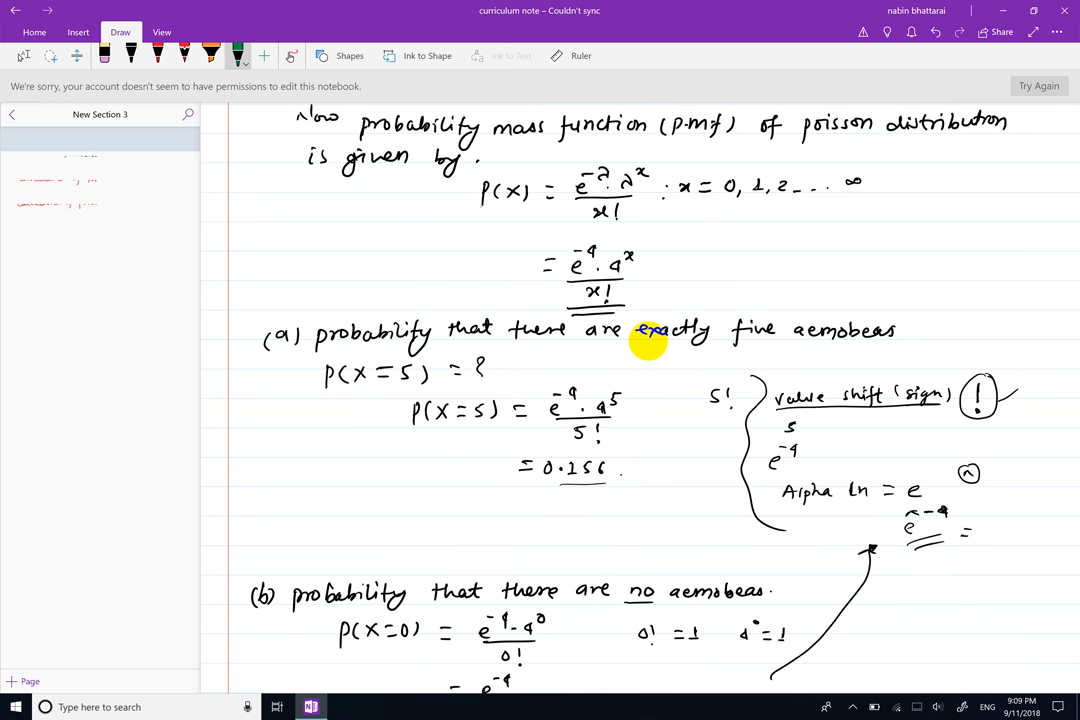 curriculum note – Couldn't sync
nabin bhattarai
Home Insert Draw View
Share
Shapes Ink to Shape Ink to Text Ruler
We're sorry, your account doesn't seem to have permissions to edit this notebook.
Try Again
New Section 3
Now probability mass function (p.m.f) of poisson distribution
is given by.
P(X) = e^-λ . λ^x / x! : x = 0, 1, 2 - . . . ∞
= e^-4 . 4^x / x!
(a) probability that there are exactly five aemobeas
P(X = 5) = ?
P(X = 5) = e^-4 . 4^5 / 5!
= 0.156 .
5!
value shift (sign) !
5
e^-4
Alpha ln = e ^
e^-4 =
(b) probability that there are no aemobeas.
P(X=0) = e^-4 - 4^0 / 0!
0! = 1 4^0 = 1
= e^-4
+ Page
Type here to search
ENG
9:09 PM
9/11/2018